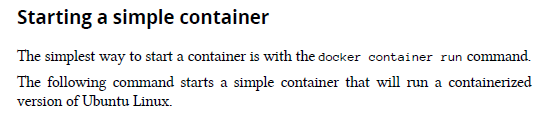 Starting a simple container
The simplest way to start a container is with the docker container run command.
The following command starts a simple container that will run a containerized
version of Ubuntu Linux.